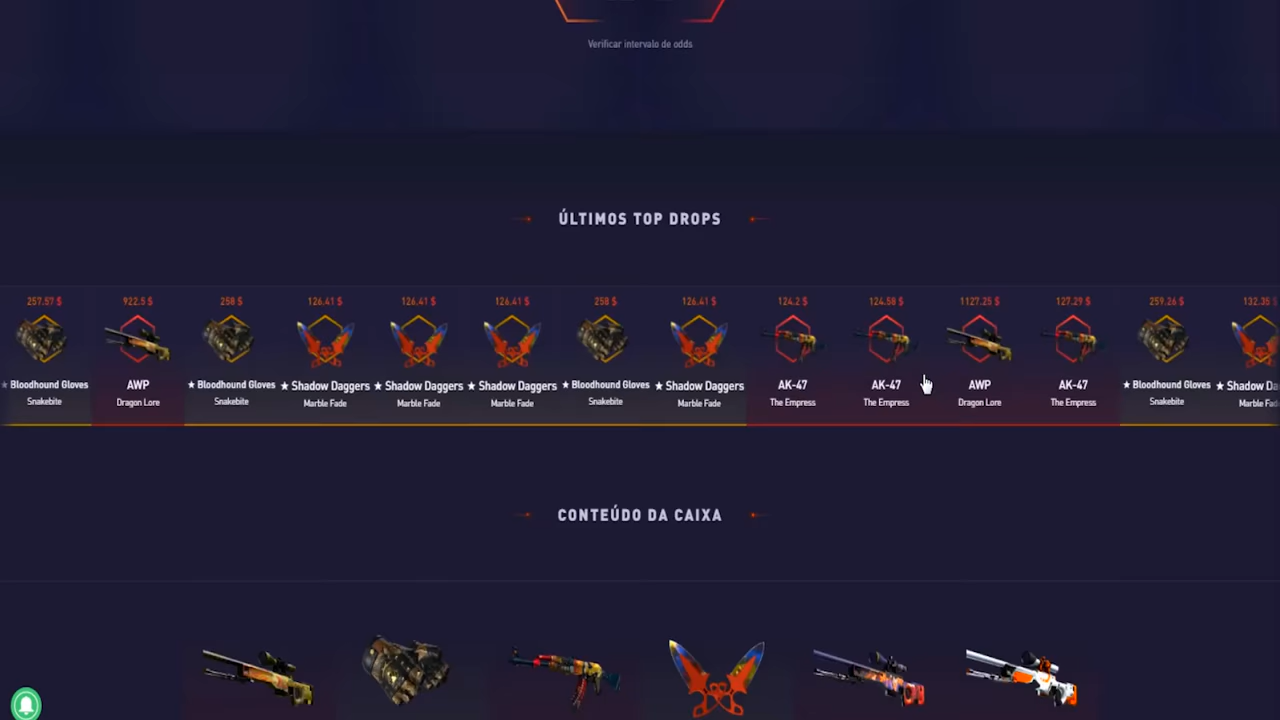 Verificar intervalo de odds
ÚLTIMOS TOP DROPS
257.57 $ 922.5 $ 258 $ 126.41 $ 126.41 $ 126.41 $ 258 $ 126.41 $ 124.2 $ 124.58 $ 1127.25 $ 127.29 $ 259.26 $ 132.35 $
★ Bloodhound Gloves AWP ★ Bloodhound Gloves ★ Shadow Daggers ★ Shadow Daggers ★ Shadow Daggers ★ Bloodhound Gloves ★ Shadow Daggers AK-47 AK-47 AWP AK-47 ★ Bloodhound Gloves ★ Shadow Da
Snakebite Dragon Lore Snakebite Marble Fade Marble Fade Marble Fade Snakebite Marble Fade The Empress The Empress Dragon Lore The Empress Snakebite Marble Fad
CONTEÚDO DA CAIXA